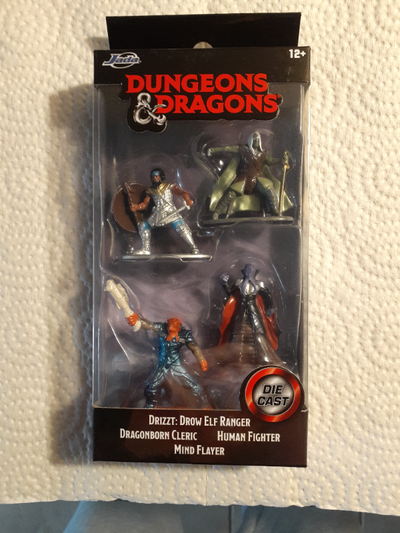 Jada
12+
DUNGEONS
& DRAGONS
DIE
CAST
DRIZZT: DROW ELF RANGER
DRAGONBORN CLERIC HUMAN FIGHTER
MIND FLAYER